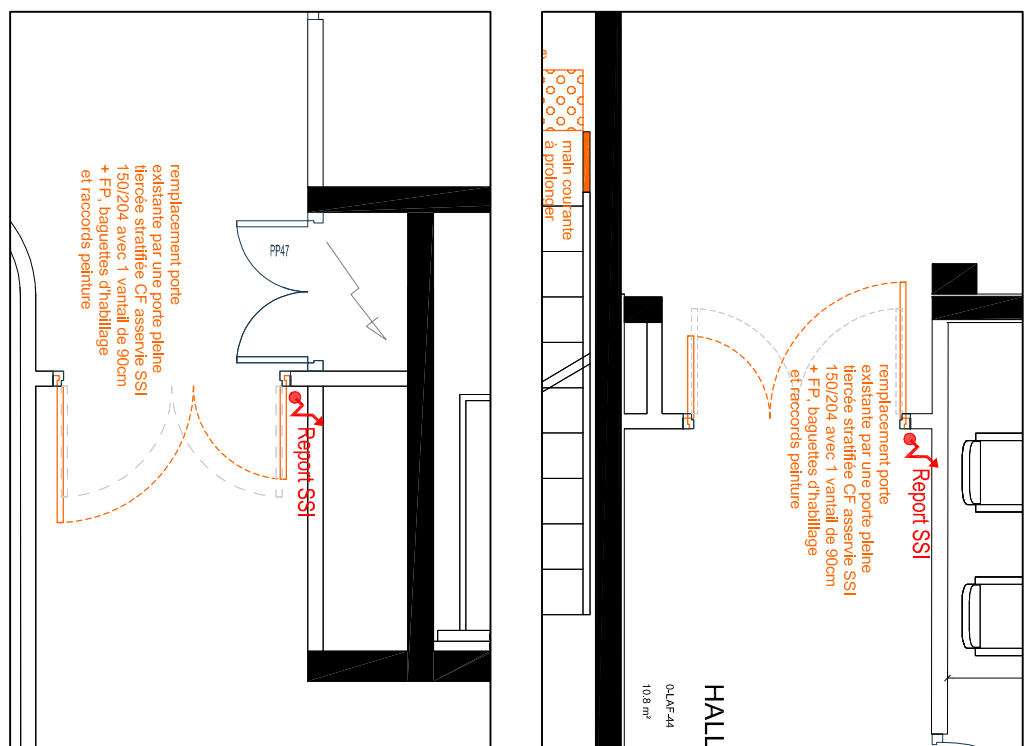 remplacement porte
existante par une porte pleine
tiercée stratifiée CF asservie SSI
150/204 avec 1 vantail de 90cm
+ FP, baguettes d'habillage
et raccords peinture
PP47
Report SSI
main courante
à prolonger
remplacement porte
existante par une porte pleine
tiercée stratifiée CF asservie SSI
150/204 avec 1 vantail de 90cm
+ FP, baguettes d'habillage
et raccords peinture
Report SSI
HALL
0-LAF-44
10.8 m²